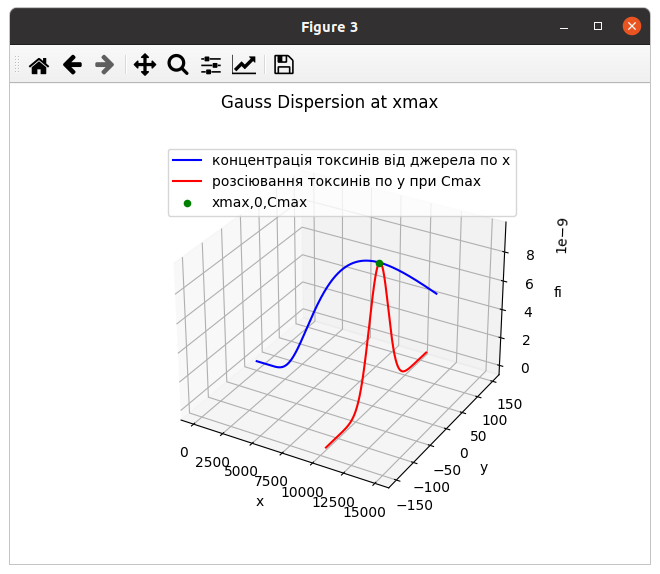 Figure 3
Gauss Dispersion at xmax
концентрація токсинів від джерела по x
розсіювання токсинів по y при Cmax
xmax,0,Cmax
1e−9
8
6
4
2
0
fi
150
100
50
0
−50
−100
−150
y
0
2500
5000
7500
10000
12500
15000
x